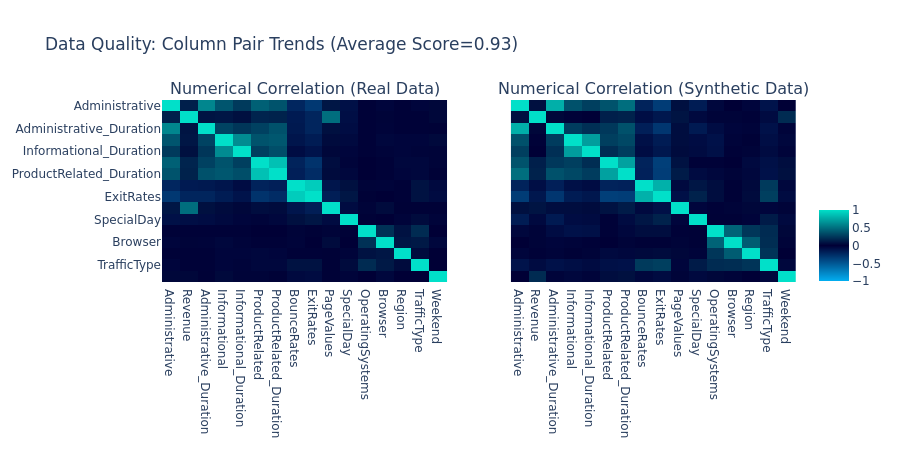 Data Quality: Column Pair Trends (Average Score=0.93)
Numerical Correlation (Real Data)
Numerical Correlation (Synthetic Data)
Administrative
Administrative_Duration
Informational_Duration
ProductRelated_Duration
ExitRates
SpecialDay
Browser
TrafficType
Administrative
Revenue
Administrative_Duration
Informational
Informational_Duration
ProductRelated
ProductRelated_Duration
BounceRates
ExitRates
PageValues
SpecialDay
OperatingSystems
Browser
Region
TrafficType
Weekend
Administrative
Revenue
Administrative_Duration
Informational
Informational_Duration
ProductRelated
ProductRelated_Duration
BounceRates
ExitRates
PageValues
SpecialDay
OperatingSystems
Browser
Region
TrafficType
Weekend
1
0.5
0
−0.5
−1